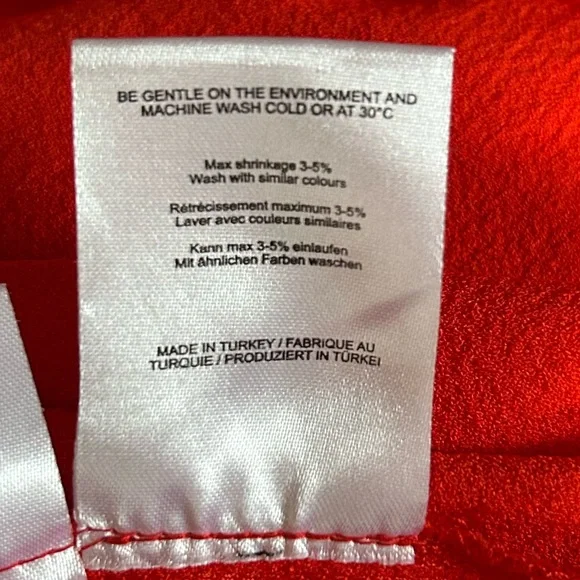 BE GENTLE ON THE ENVIRONMENT AND
MACHINE WASH COLD OR AT 30°C
Max shrinkage 3-5%
Wash with similar colours
Rétrécissement maximum 3-5%
Laver avec couleurs similaires
Kann max 3-5% einlaufen
Mit ähnlichen Farben waschen
MADE IN TURKEY / FABRIQUE AU
TURQUIE / PRODUZIERT IN TÜRKEI